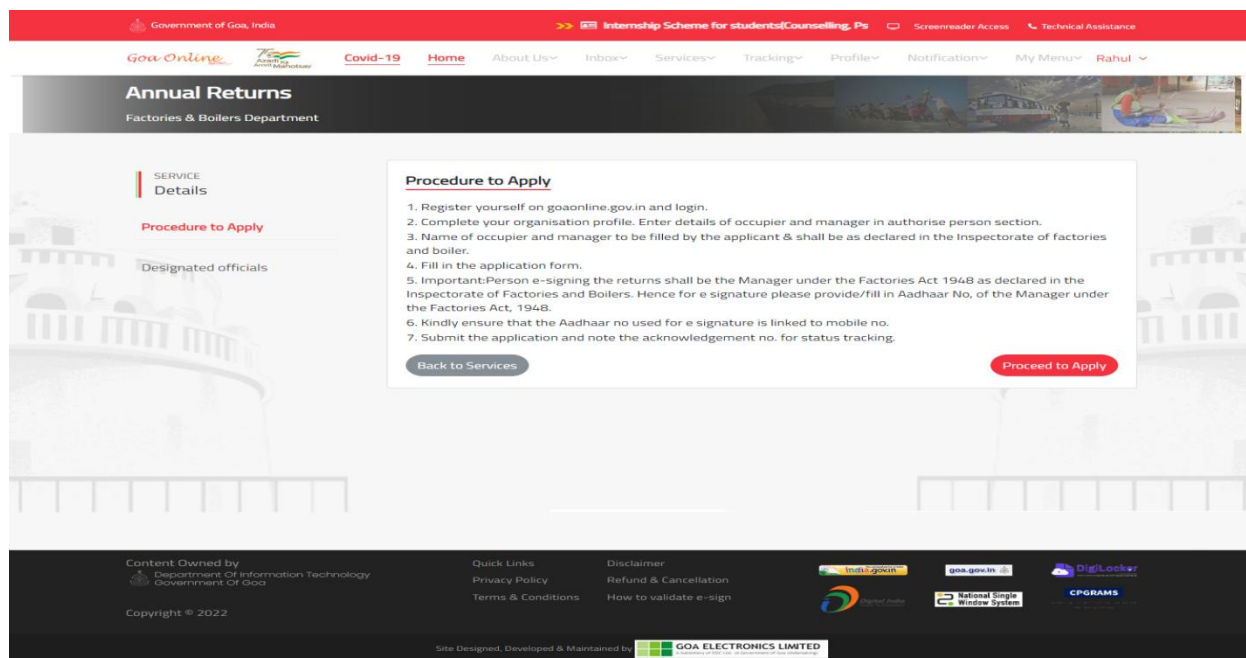 Government of Goa, India
>> Internship Scheme for students(Counselling, Ps
Screenreader Access
Technical Assistance
Goa Online
Azadi Ka Amrit Mahotsav
Covid-19
Home
About Us
Inbox
Services
Tracking
Profile
Notification
My Menu
Rahul
Annual Returns
Factories & Boilers Department
SERVICE
Details
Procedure to Apply
Designated officials
Procedure to Apply
1. Register yourself on goaonline.gov.in and login.
2. Complete your organisation profile. Enter details of occupier and manager in authorise person section.
3. Name of occupier and manager to be filled by the applicant & shall be as declared in the Inspectorate of factories
and boiler.
4. Fill in the application form.
5. Important:Person e-signing the returns shall be the Manager under the Factories Act 1948 as declared in the
Inspectorate of Factories and Boilers. Hence for e signature please provide/fill in Aadhaar No, of the Manager under
the Factories Act, 1948.
6. Kindly ensure that the Aadhaar no used for e signature is linked to mobile no.
7. Submit the application and note the acknowledgement no. for status tracking.
Back to Services
Proceed to Apply
Content Owned by
Department Of Information Technology
Government Of Goa
Copyright © 2022
Quick Links
Privacy Policy
Terms & Conditions
Disclaimer
Refund & Cancellation
How to validate e-sign
india.gov.in
goa.gov.in
DigiLocker
Digital India
National Single
Window System
CPGRAMS
Site Designed, Developed & Maintained by
GOA ELECTRONICS LIMITED